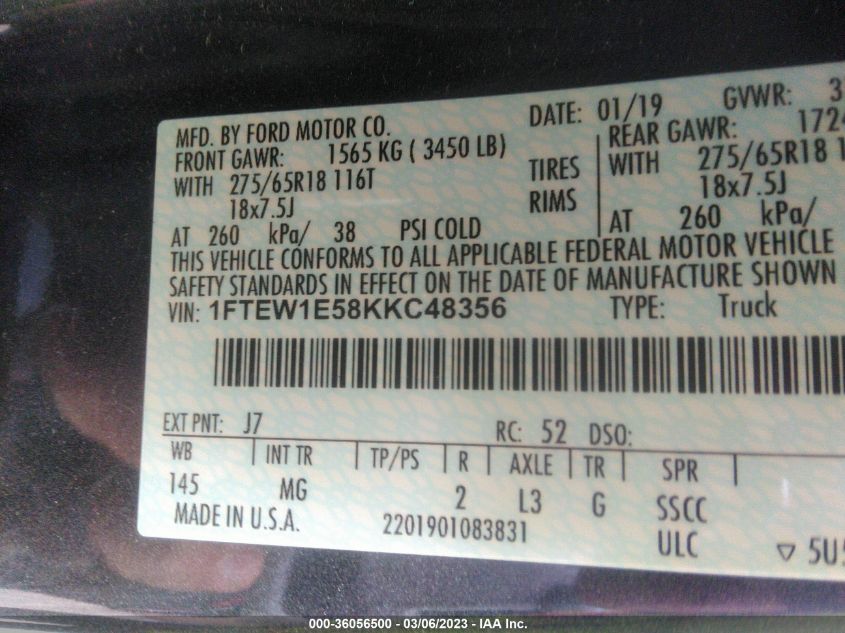 DATE: 01/19 GVWR: 3
MFD. BY FORD MOTOR CO.
FRONT GAWR: 1565 KG ( 3450 LB) REAR GAWR: 1724
WITH 275/65R18 116T TIRES WITH 275/65R18 1
18x7.5J RIMS 18x7.5J
AT 260 kPa/ 38 PSI COLD AT 260 kPa/
THIS VEHICLE CONFORMS TO ALL APPLICABLE FEDERAL MOTOR VEHICLE
SAFETY STANDARDS IN EFFECT ON THE DATE OF MANUFACTURE SHOWN
VIN: 1FTEW1E58KKC48356 TYPE: Truck
EXT PNT: J7 RC: 52 DSO:
WB INT TR TP/PS R AXLE TR SPR
145 MG 2 L3 G SSCC
MADE IN U.S.A. 2201901083831 ULC ▽ 5U5
000-36056500 - 03/06/2023 - IAA Inc.